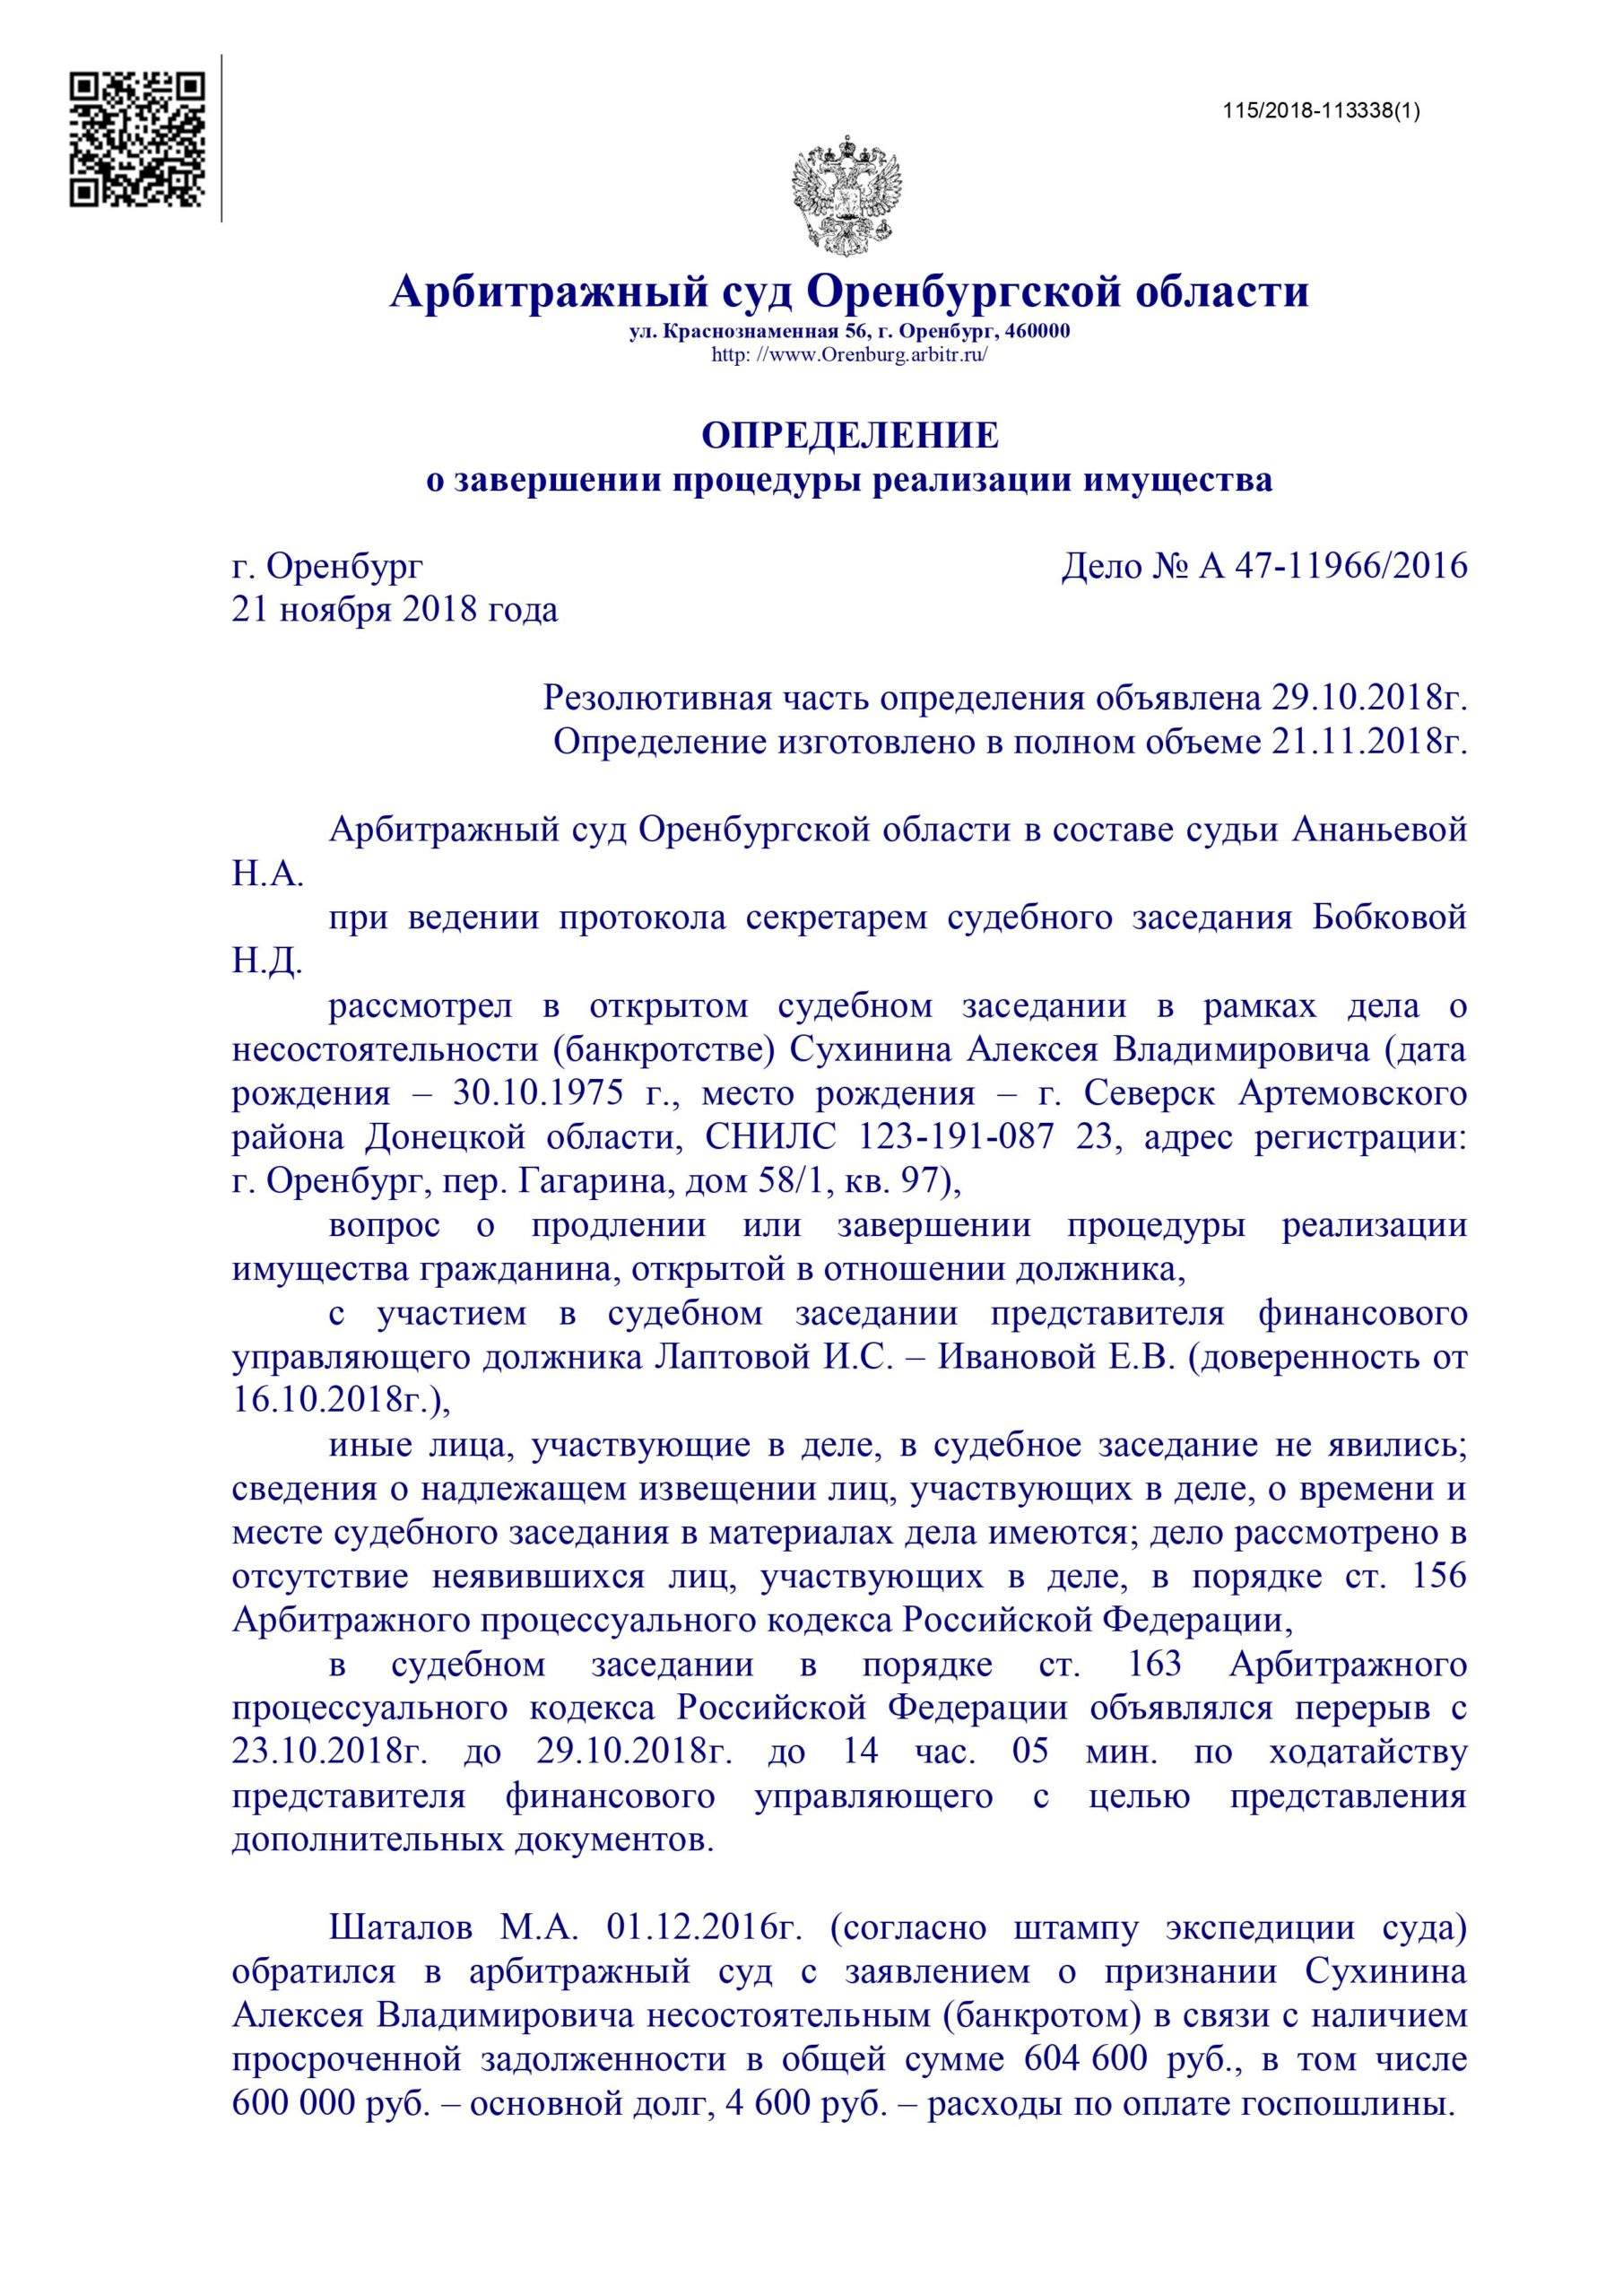 115/2018-113338(1)
Арбитражный суд Оренбургской области
ул. Краснознаменная 56, г. Оренбург, 460000
http: //www.Orenburg.arbitr.ru/
ОПРЕДЕЛЕНИЕ
о завершении процедуры реализации имущества
г. Оренбург Дело № А 47-11966/2016
21 ноября 2018 года
Резолютивная часть определения объявлена 29.10.2018г.
Определение изготовлено в полном объеме 21.11.2018г.
Арбитражный суд Оренбургской области в составе судьи Ананьевой
Н.А.
при ведении протокола секретарем судебного заседания Бобковой
Н.Д.
рассмотрел в открытом судебном заседании в рамках дела о
несостоятельности (банкротстве) Сухинина Алексея Владимировича (дата
рождения – 30.10.1975 г., место рождения – г. Северск Артемовского
района Донецкой области, СНИЛС 123-191-087 23, адрес регистрации:
г. Оренбург, пер. Гагарина, дом 58/1, кв. 97),
вопрос о продлении или завершении процедуры реализации
имущества гражданина, открытой в отношении должника,
с участием в судебном заседании представителя финансового
управляющего должника Лаптовой И.С. – Ивановой Е.В. (доверенность от
16.10.2018г.),
иные лица, участвующие в деле, в судебное заседание не явились;
сведения о надлежащем извещении лиц, участвующих в деле, о времени и
месте судебного заседания в материалах дела имеются; дело рассмотрено в
отсутствие неявившихся лиц, участвующих в деле, в порядке ст. 156
Арбитражного процессуального кодекса Российской Федерации,
в судебном заседании в порядке ст. 163 Арбитражного
процессуального кодекса Российской Федерации объявлялся перерыв с
23.10.2018г. до 29.10.2018г. до 14 час. 05 мин. по ходатайству
представителя финансового управляющего с целью представления
дополнительных документов.
Шаталов М.А. 01.12.2016г. (согласно штампу экспедиции суда)
обратился в арбитражный суд с заявлением о признании Сухинина
Алексея Владимировича несостоятельным (банкротом) в связи с наличием
просроченной задолженности в общей сумме 604 600 руб., в том числе
600 000 руб. – основной долг, 4 600 руб. – расходы по оплате госпошлины.